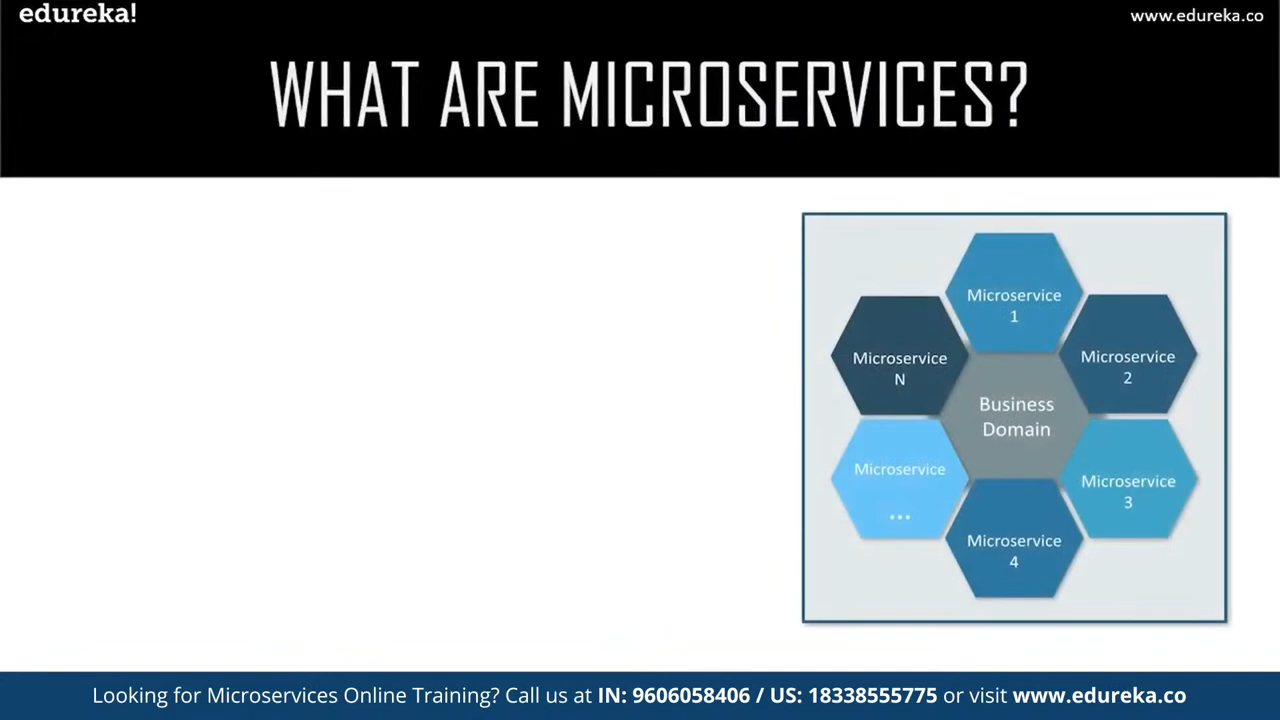 edureka!
www.edureka.co
WHAT ARE MICROSERVICES?
Microservice
1
Microservice
N
Microservice
2
Business
Domain
Microservice
...
Microservice
3
Microservice
4
Looking for Microservices Online Training? Call us at IN: 9606058406 / US: 18338555775 or visit www.edureka.co